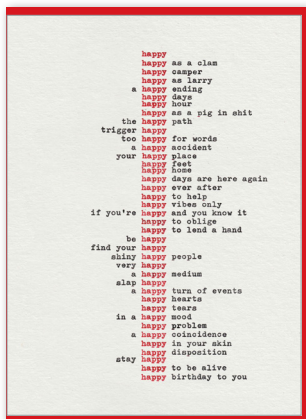 happy
happy as a clam
happy camper
happy as larry
a happy ending
happy days
happy hour
happy as a pig in shit
the happy path
trigger happy
too happy for words
a happy accident
your happy place
happy feet
happy home
happy days are here again
happy ever after
happy to help
happy vibes only
if you're happy and you know it
happy to oblige
happy to lend a hand
be happy
find your happy
shiny happy people
very happy
a happy medium
slap happy
a happy turn of events
happy hearts
happy tears
in a happy mood
happy problem
a happy coincidence
happy in your skin
happy disposition
stay happy
happy to be alive
happy birthday to you